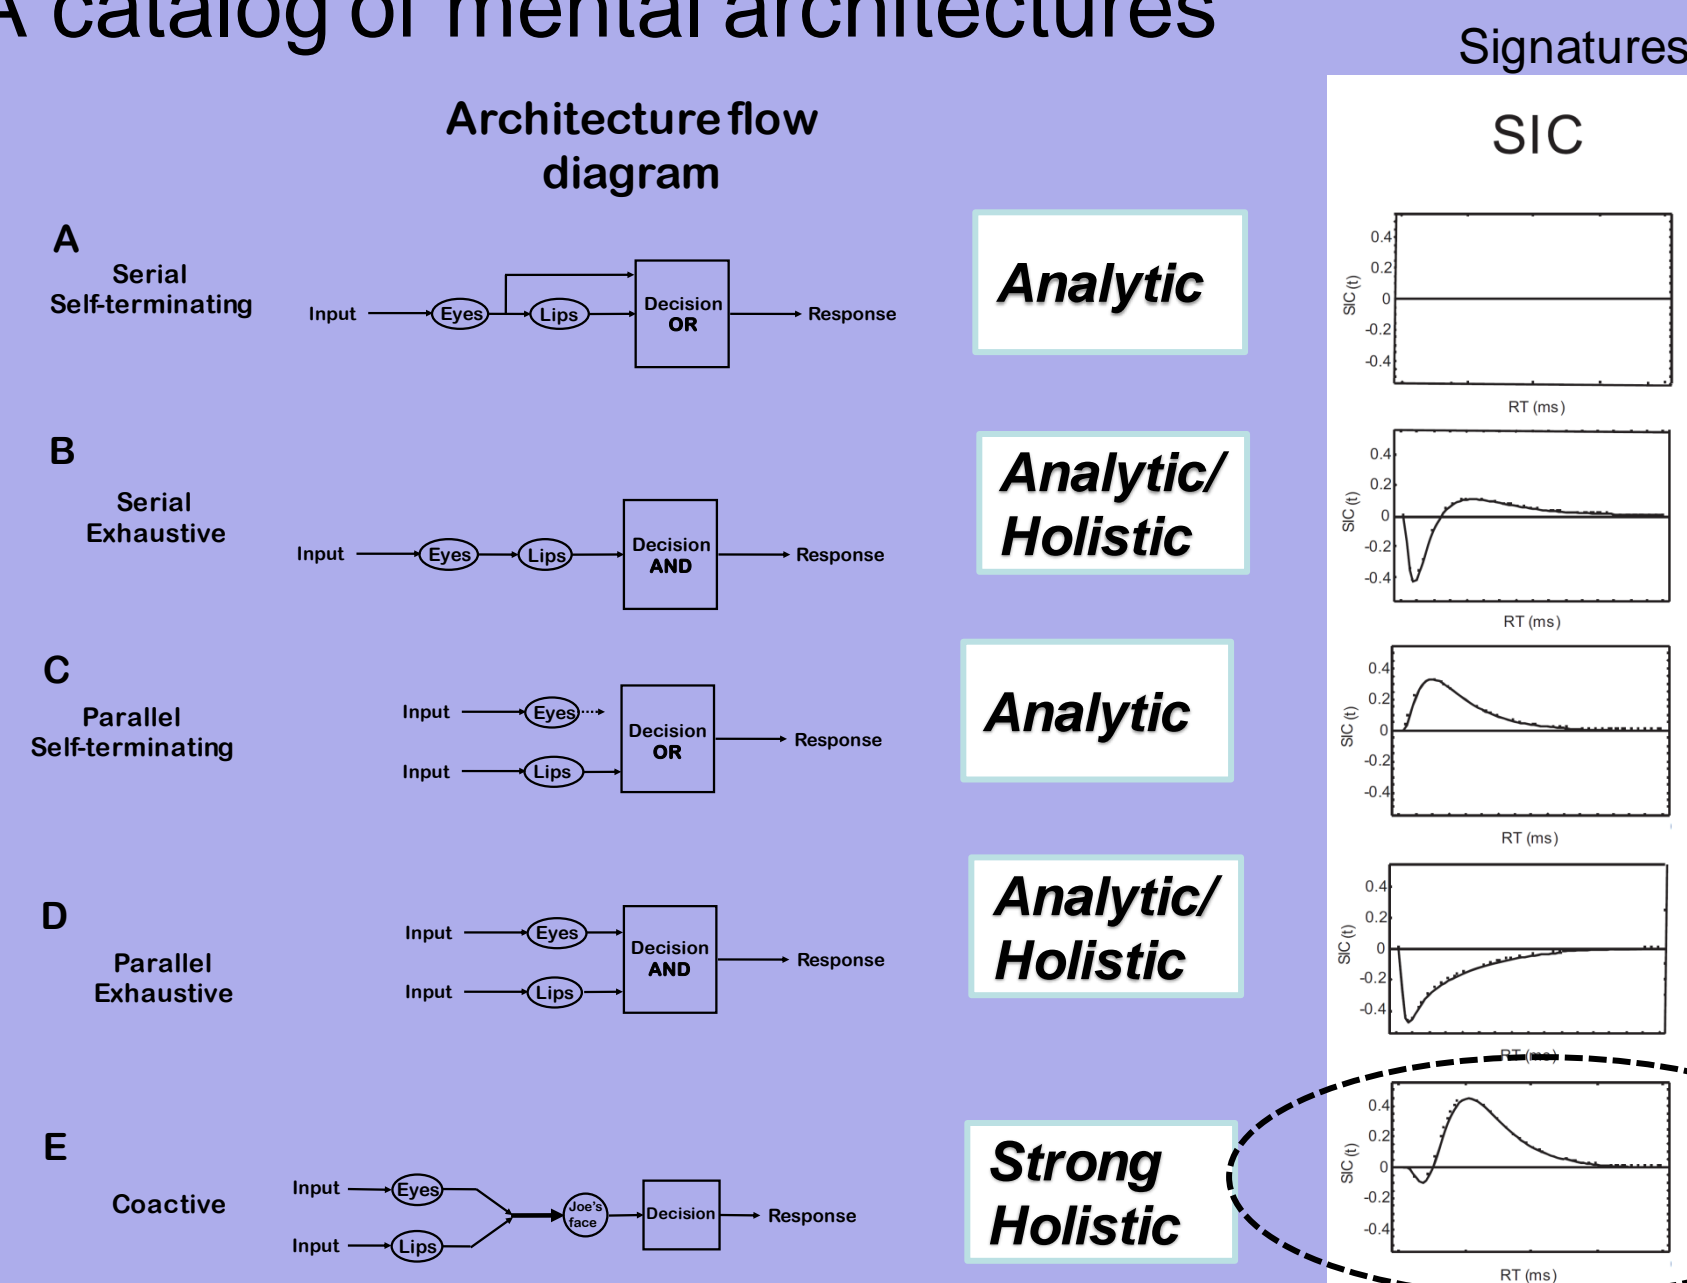 A catalog of mental architectures
Signatures
Architecture flow
diagram
SIC
A
Serial
Self-terminating
Input
Eyes
Lips
Decision
OR
Response
Analytic
0.4
0.2
0
-0.2
-0.4
SIC (t)
RT (ms)
B
Serial
Exhaustive
Input
Eyes
Lips
Decision
AND
Response
Analytic/
Holistic
0.4
0.2
0
-0.2
-0.4
SIC (t)
RT (ms)
C
Parallel
Self-terminating
Input
Eyes
Input
Lips
Decision
OR
Response
Analytic
0.4
0.2
0
-0.2
-0.4
SIC (t)
RT (ms)
D
Parallel
Exhaustive
Input
Eyes
Input
Lips
Decision
AND
Response
Analytic/
Holistic
0.4
0.2
0
-0.2
-0.4
SIC (t)
RT (ms)
E
Coactive
Input
Eyes
Input
Lips
Joe's
face
Decision
Response
Strong
Holistic
0.4
0.2
0
-0.2
-0.4
SIC (t)
RT (ms)